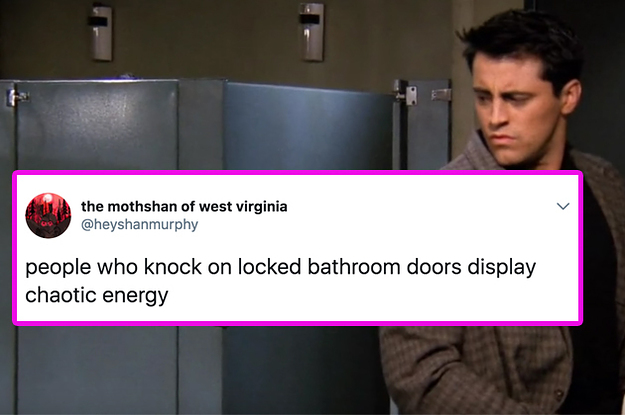 the mothshan of west virginia
@heyshanmurphy
people who knock on locked bathroom doors display
chaotic energy